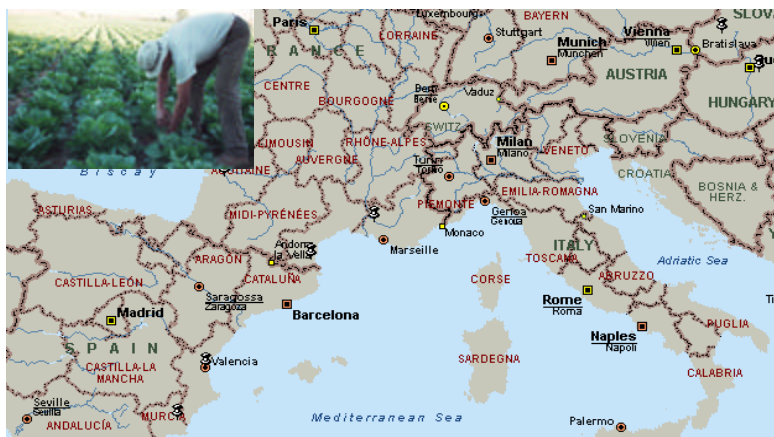 Luxembourg
BAYERN
SLOV
Paris
Stuttgart
Vienna
Wien
Bratislava
LORRAINE
Munich
München
RANCE
AUSTRIA
CENTRE
BOURGOGNE
Bern
Berne
Vaduz
HUNGARY
SWITZ
SLOVENIA
LIMOUSIN
RHÔNE-ALPES
Milan
Milano
VENETO
AUVERGNE
Turin
Torino
CROATIA
Biscay
AQUITAINE
EMILIA-ROMAGNA
BOSNIA &
HERZ.
ASTURIAS
MIDI-PYRÉNÉES
PIEMONTE
Genoa
Genova
San Marino
Monaco
Andorra
la Vella
Marseille
ITALY
TOSCANA
Adriatic Sea
ARAGÓN
CATALUÑA
CORSE
ABRUZZO
CASTILLA-LEÓN
Saragossa
Zaragoza
Rome
Roma
Madrid
Barcelona
Naples
Napoli
PUGLIA
SPAIN
Valencia
SARDEGNA
CASTILLA-LA
MANCHA
CALABRIA
Seville
Sevilla
MURCIA
Mediterranean Sea
Palermo
ANDALUCÍA